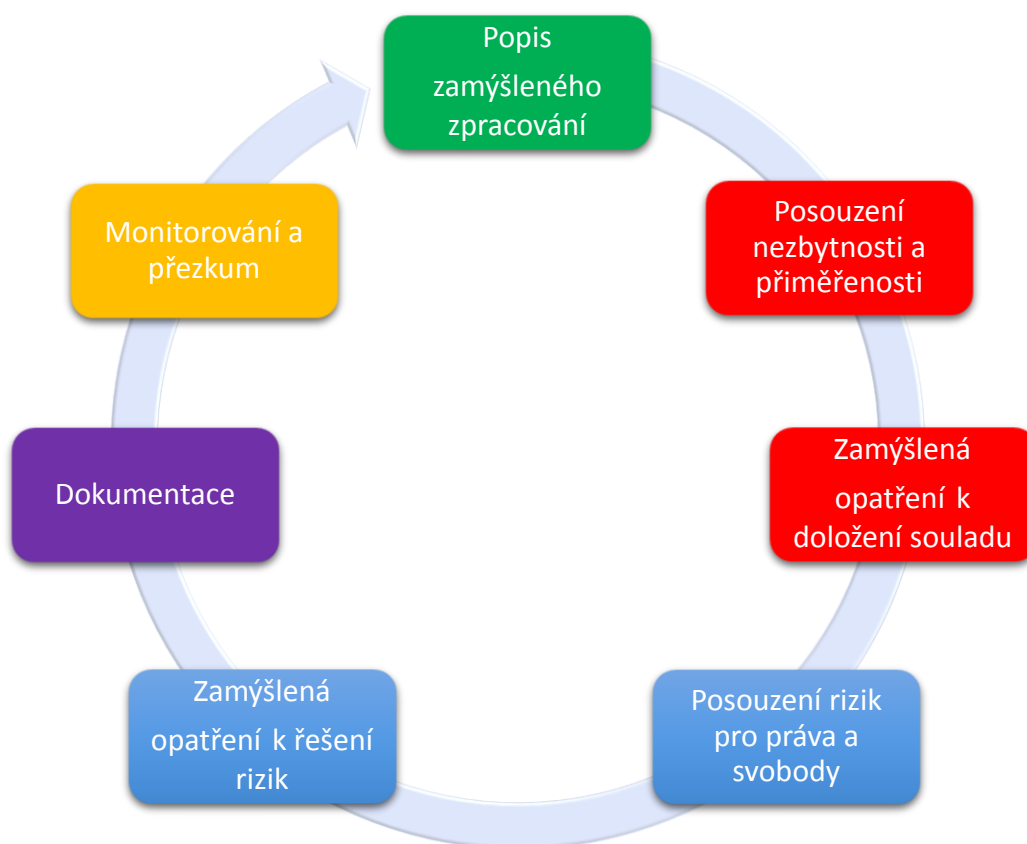 Popis
zamýšleného
zpracování
Posouzení
nezbytnosti a
přiměřenosti
Zamýšlená
opatření k
doložení souladu
Posouzení rizik
pro práva a
svobody
Zamýšlená
opatření k řešení
rizik
Dokumentace
Monitorování a
přezkum